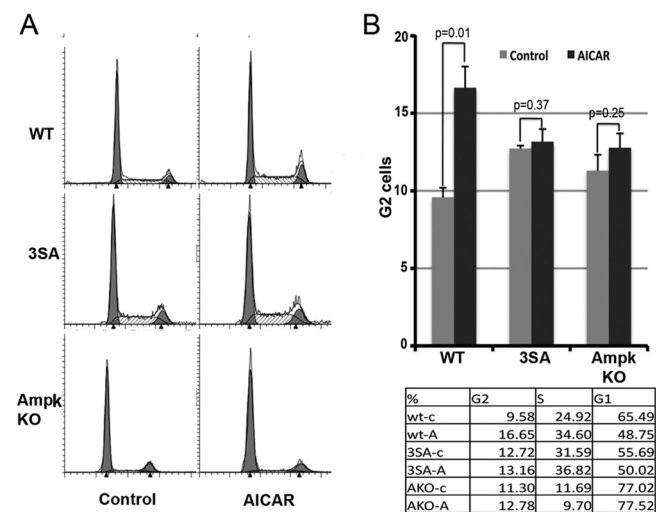 A
WT
3SA
Ampk
KO
Control AICAR
B
p=0.01
Control AICAR
p=0.37
p=0.25
G2 cells
20
15
10
5
0
WT 3SA Ampk
KO
% G2 S G1
wt-c 9.58 24.92 65.49
wt-A 16.65 34.60 48.75
3SA-c 12.72 31.59 55.69
3SA-A 13.16 36.82 50.02
AKO-c 11.30 11.69 77.02
AKO-A 12.78 9.70 77.52